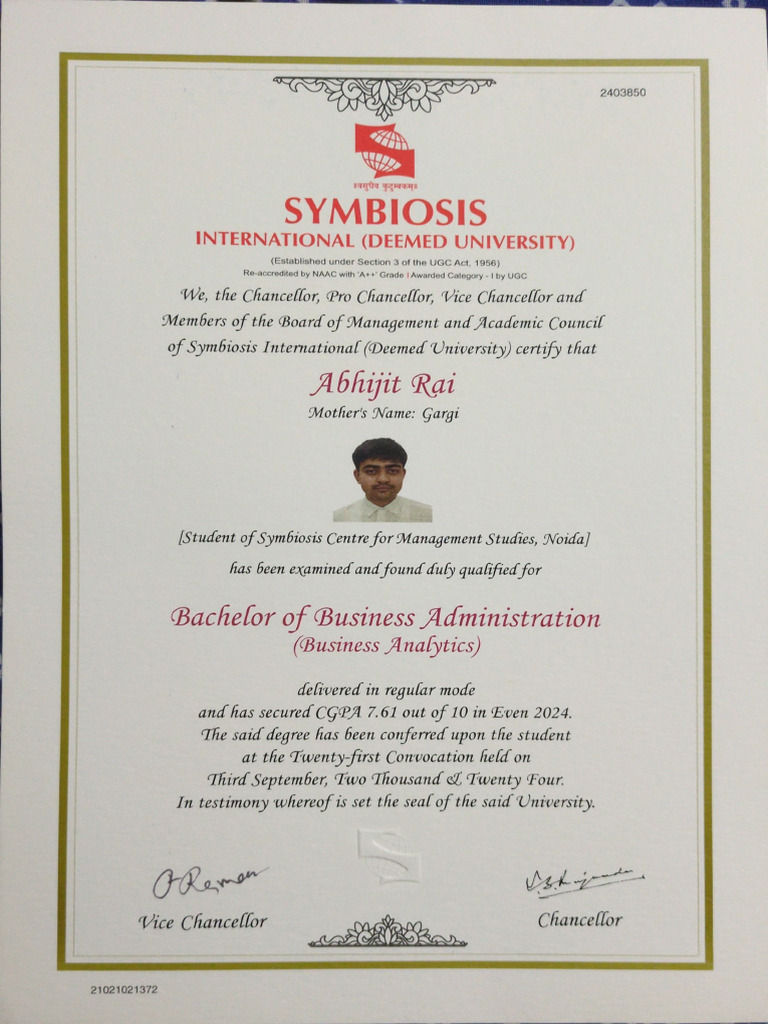 2403850
॥वसुधैव कुटुम्बकम्॥
SYMBIOSIS
INTERNATIONAL (DEEMED UNIVERSITY)
(Established under Section 3 of the UGC Act, 1956)
Re-accredited by NAAC with 'A++' Grade | Awarded Category - I by UGC
We, the Chancellor, Pro Chancellor, Vice Chancellor and
Members of the Board of Management and Academic Council
of Symbiosis International (Deemed University) certify that
Abhijit Rai
Mother's Name: Gargi
[Student of Symbiosis Centre for Management Studies, Noida]
has been examined and found duly qualified for
Bachelor of Business Administration
(Business Analytics)
delivered in regular mode
and has secured CGPA 7.61 out of 10 in Even 2024.
The said degree has been conferred upon the student
at the Twenty-first Convocation held on
Third September, Two Thousand & Twenty Four.
In testimony whereof is set the seal of the said University.
Vice Chancellor
Chancellor
21021021372